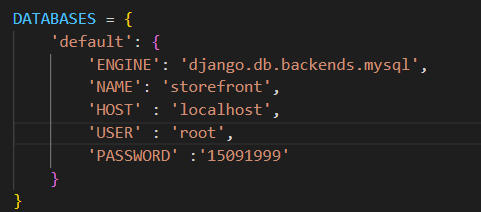 DATABASES = {
'default': {
'ENGINE': 'django.db.backends.mysql',
'NAME': 'storefront',
'HOST' : 'localhost',
'USER' : 'root',
'PASSWORD' :'15091999'
}
}